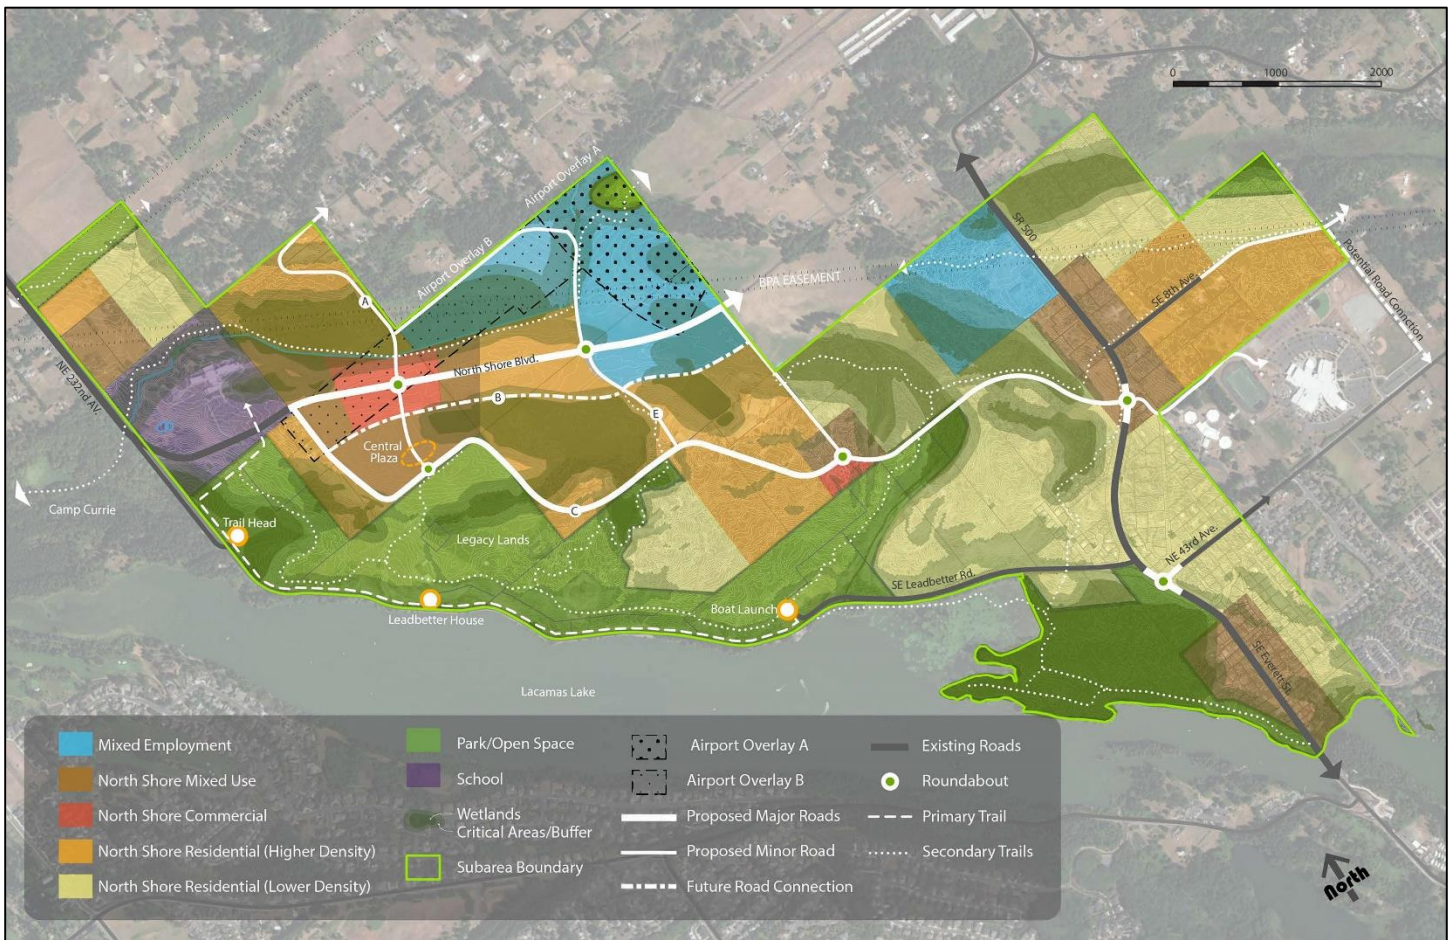 0 1000 2000
Airport Overlay A
Airport Overlay B
SR 500
BPA EASEMENT
Potential Road Connction
SE 8th Ave.
A
North Shore Blvd.
B
E
NE 232nd AV.
Central
Plaza
C
Camp Currie
Trail Head
Legacy Lands
NE 43rd Ave.
SE Leadbetter Rd.
Boat Launch
Leadbetter House
SE Everett St.
Lacamas Lake
Mixed Employment
North Shore Mixed Use
North Shore Commercial
North Shore Residential (Higher Density)
North Shore Residential (Lower Density)
Park/Open Space
School
Wetlands
Critical Areas/Buffer
Subarea Boundary
Airport Overlay A
Airport Overlay B
Proposed Major Roads
Proposed Minor Road
Future Road Connection
Existing Roads
Roundabout
Primary Trail
Secondary Trails
North